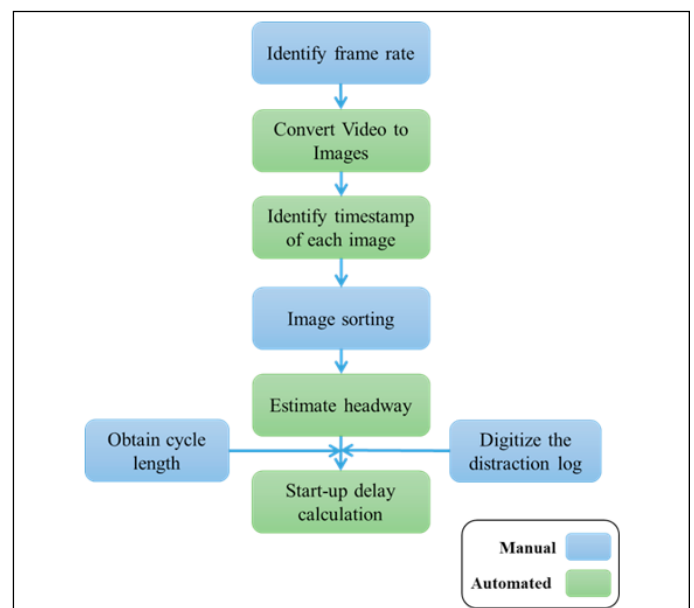 Identify frame rate
Convert Video to
Images
Identify timestamp
of each image
Image sorting
Estimate headway
Obtain cycle
length
Digitize the
distraction log
Start-up delay
calculation
Manual
Automated